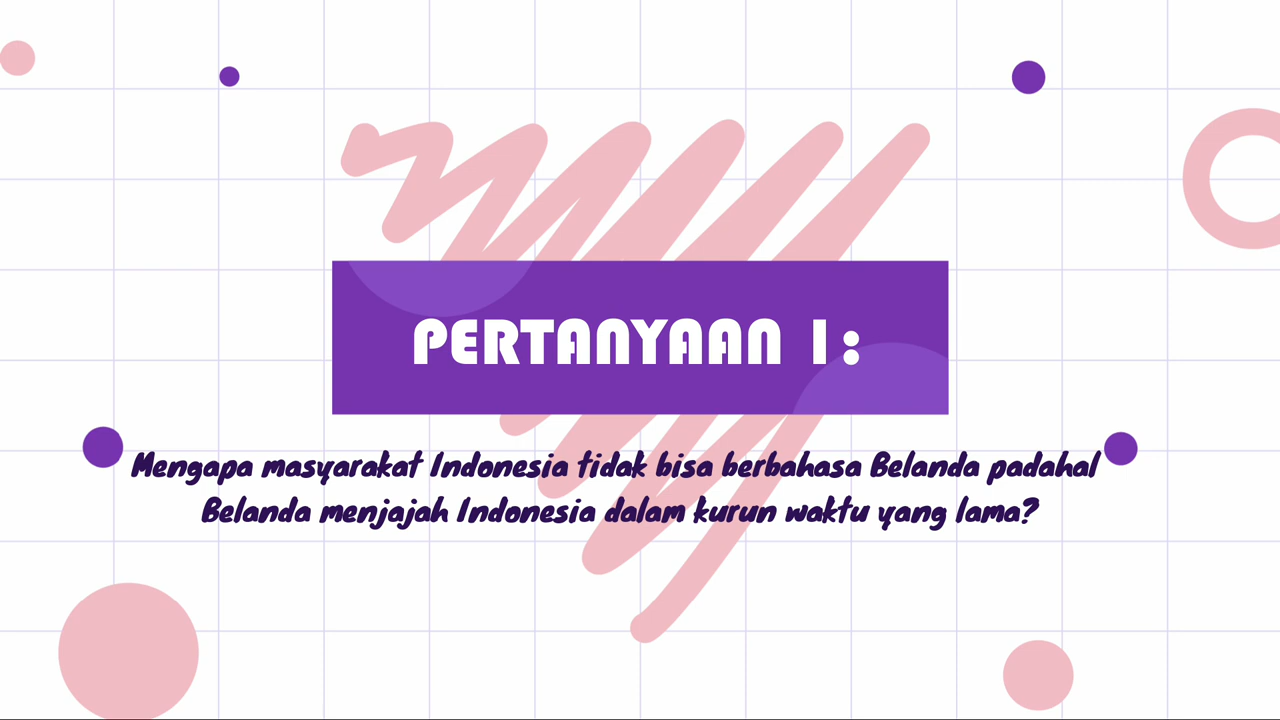 PERTANYAAN 1:
Mengapa masyarakat Indonesia tidak bisa berbahasa Belanda padahal
Belanda menjajah Indonesia dalam kurun waktu yang lama?